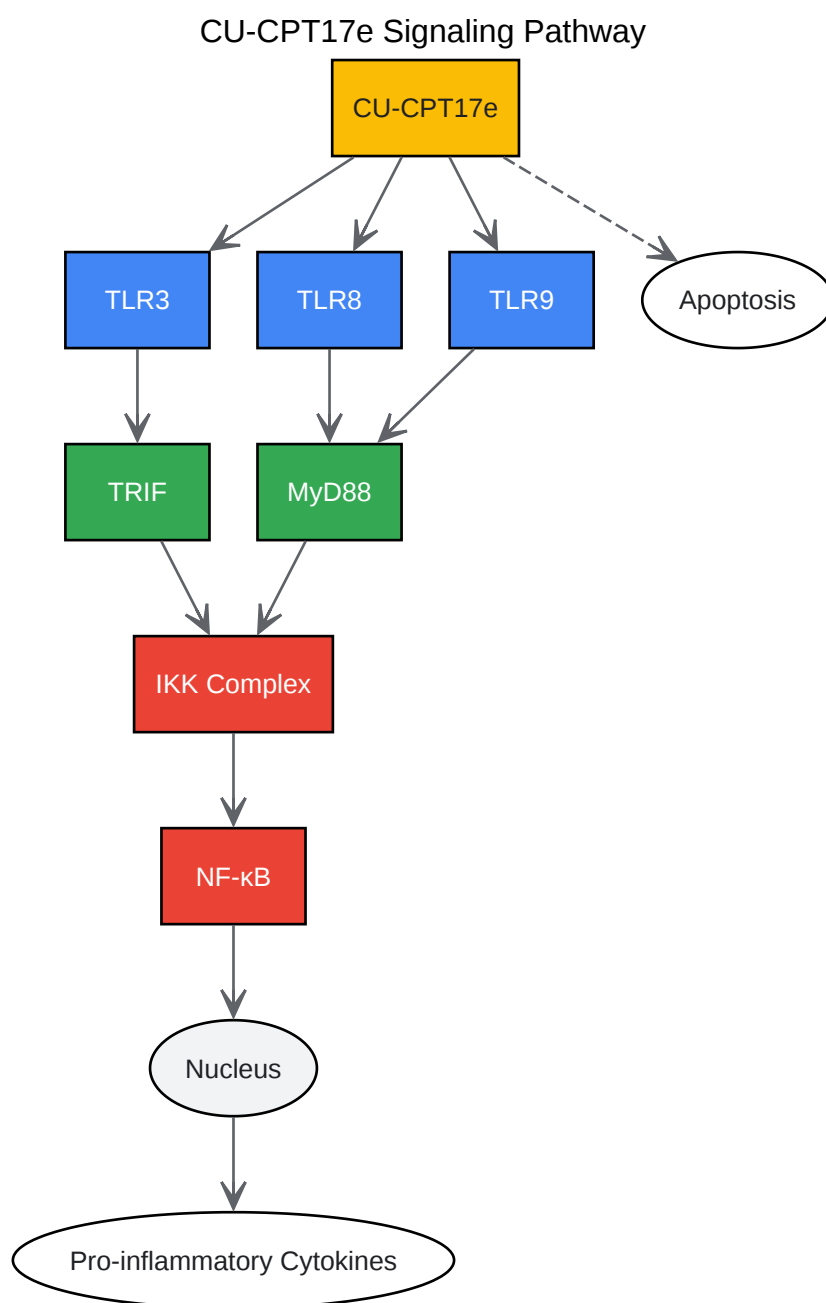 CU-CPT17e Signaling Pathway
CU-CPT17e
TLR3
TLR8
TLR9
Apoptosis
TRIF
MyD88
IKK Complex
NF-κB
Nucleus
Pro-inflammatory Cytokines